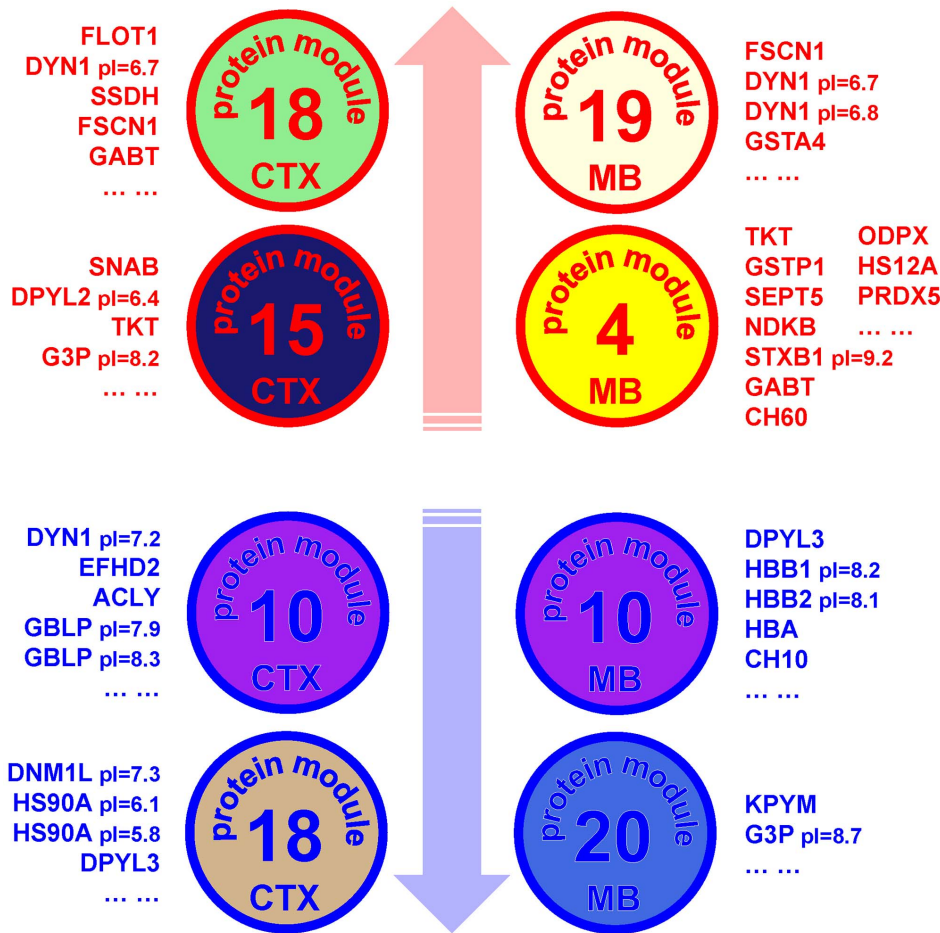 FLOT1
DYN1 pI=6.7
SSDH
FSCN1
GABT
... ...
protein module
18
CTX
protein module
19
MB
FSCN1
DYN1 pI=6.7
DYN1 pI=6.8
GSTA4
... ...
SNAB
DPYL2 pI=6.4
TKT
G3P pI=8.2
... ...
protein module
15
CTX
protein module
4
MB
TKT
GSTP1
SEPT5
NDKB
STXB1 pI=9.2
GABT
CH60
ODPX
HS12A
PRDX5
... ...
DYN1 pI=7.2
EFHD2
ACLY
GBLP pI=7.9
GBLP pI=8.3
... ...
protein module
10
CTX
protein module
10
MB
DPYL3
HBB1 pI=8.2
HBB2 pI=8.1
HBA
CH10
... ...
DNM1L pI=7.3
HS90A pI=6.1
HS90A pI=5.8
DPYL3
... ...
protein module
18
CTX
protein module
20
MB
KPYM
G3P pI=8.7
... ...